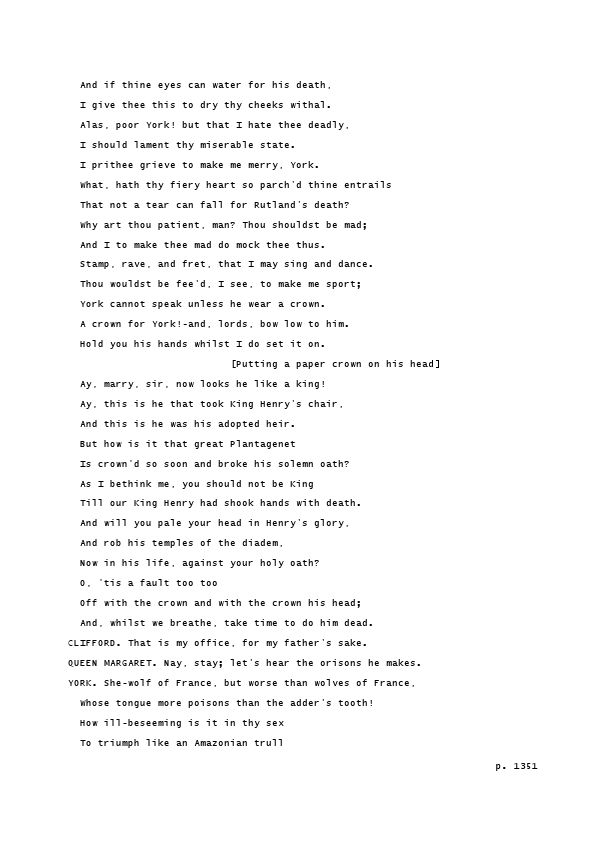 And if thine eyes can water for his death,
I give thee this to dry thy cheeks withal.
Alas, poor York! but that I hate thee deadly,
I should lament thy miserable state.
I prithee grieve to make me merry, York.
What, hath thy fiery heart so parch'd thine entrails
That not a tear can fall for Rutland's death?
Why art thou patient, man? Thou shouldst be mad;
And I to make thee mad do mock thee thus.
Stamp, rave, and fret, that I may sing and dance.
Thou wouldst be fee'd, I see, to make me sport;
York cannot speak unless he wear a crown.
A crown for York!-and, lords, bow low to him.
Hold you his hands whilst I do set it on.
[Putting a paper crown on his head]
Ay, marry, sir, now looks he like a king!
Ay, this is he that took King Henry's chair,
And this is he was his adopted heir.
But how is it that great Plantagenet
Is crown'd so soon and broke his solemn oath?
As I bethink me, you should not be King
Till our King Henry had shook hands with death.
And will you pale your head in Henry's glory,
And rob his temples of the diadem,
Now in his life, against your holy oath?
O, 'tis a fault too too
Off with the crown and with the crown his head;
And, whilst we breathe, take time to do him dead.
CLIFFORD. That is my office, for my father's sake.
QUEEN MARGARET. Nay, stay; let's hear the orisons he makes.
YORK. She-wolf of France, but worse than wolves of France,
Whose tongue more poisons than the adder's tooth!
How ill-beseeming is it in thy sex
To triumph like an Amazonian trull
p. 1351